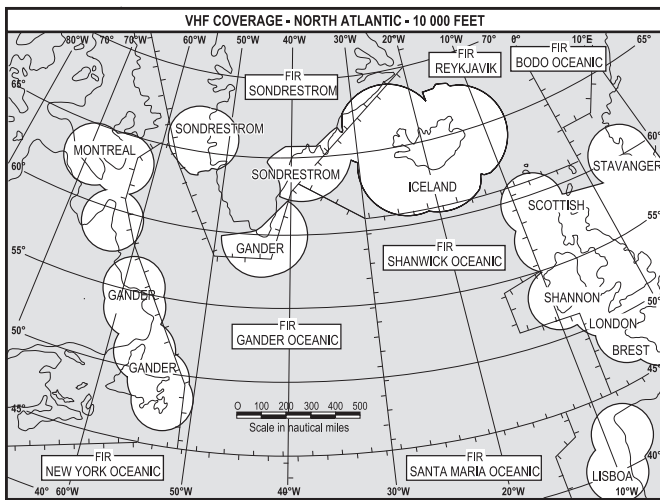 VHF COVERAGE - NORTH ATLANTIC - 10 000 FEET
80°W 70°W 60°W 50°W 40°W 30°W 20°W 10°W 70° 0° 10°E 65°
70°
65°
60°
55°
50°
45°
FIR
SONDRESTROM
FIR
REYKJAVIK
FIR
BODO OCEANIC
MONTREAL
SONDRESTROM
SONDRESTROM
ICELAND
STAVANGER
SCOTTISH
60°
55°
50°
45°
40°
GANDER
FIR
SHANWICK OCEANIC
GANDER
SHANNON
LONDON
BREST
FIR
GANDER OCEANIC
GANDER
0 100 200 300 400 500
Scale in nautical miles
FIR
NEW YORK OCEANIC
FIR
SANTA MARIA OCEANIC
LISBOA
40° 60°W 50°W 49°W 30°W 20°W 10°W